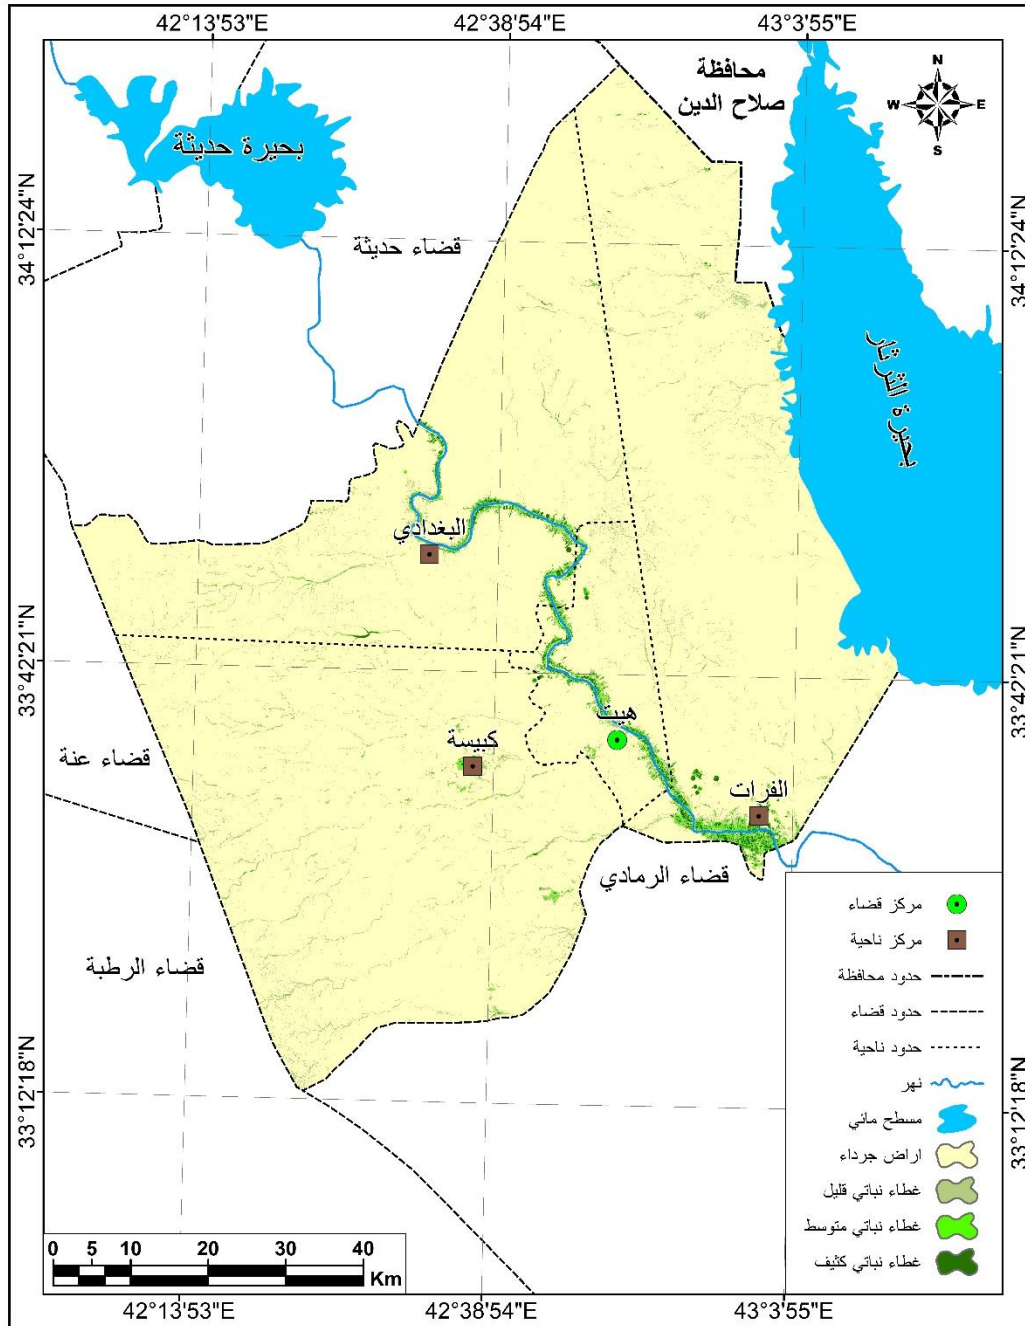 42°13'53"E
42°38'54"E
43°3'55"E
محافظة
صلاح الدين
N
W
E
S
بحيرة حديثة
34°12'24"N
34°12'24"N
قضاء حديثة
بحيرة الثرثار
البغدادي
33°42'21"N
33°42'21"N
هيت
كبيسة
قضاء عنة
الفرات
قضاء الرمادي
قضاء الرطبة
مركز قضاء
مركز ناحية
حدود محافظة
حدود قضاء
حدود ناحية
نهر
مسطح مائي
اراض جرداء
غطاء نباتي قليل
غطاء نباتي متوسط
غطاء نباتي كثيف
33°12'18"N
33°12'18"N
0 5 10 20 30 40
Km
42°13'53"E
42°38'54"E
43°3'55"E